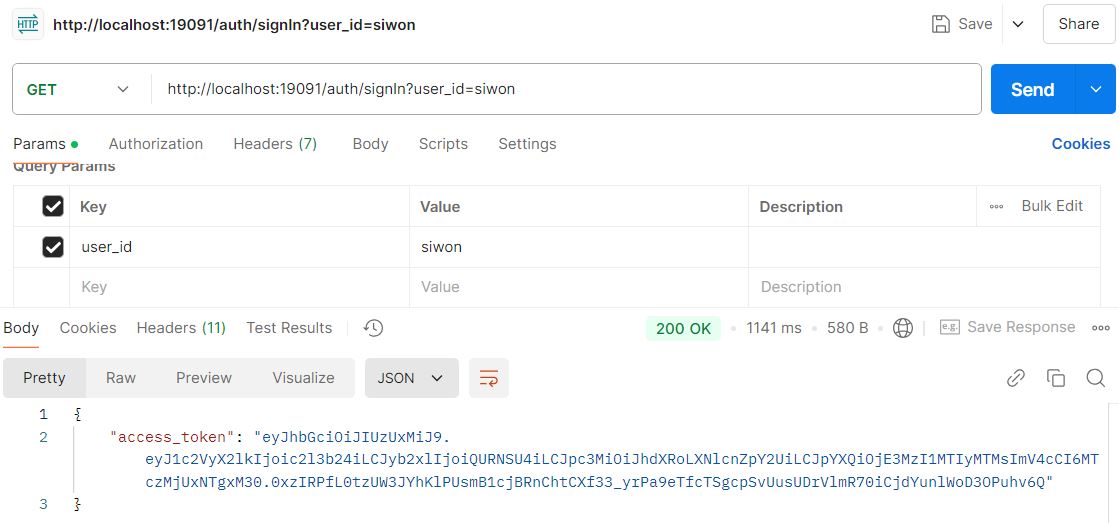 HTTP http://localhost:19091/auth/signIn?user_id=siwon Save Share
GET http://localhost:19091/auth/signIn?user_id=siwon Send
Params Authorization Headers (7) Body Scripts Settings Cookies
Query Params
Key Value Description Bulk Edit
user_id siwon
Key Value Description
Body Cookies Headers (11) Test Results 200 OK 1141 ms 580 B e.g. Save Response
Pretty Raw Preview Visualize JSON
1 {
2 "access_token": "eyJhbGciOiJIUzUxMiJ9.
eyJ1c2VyX2lkIjoic2l3b24iLCJyb2xlIjoiQURNSU4iLCJpc3MiOiJhdXRoLXNlcnZpY2UiLCJpYXQiOjE3MzI1MTIyMTMsImV4cCI6MT
czMjUxNTgxM30.0xzIRPfL0tzUW3JYhKlPUsmB1cjBRnChtCXf33_yrPa9eTfcTSgcpSvUusUDrVlmR70iCjdYunlWoD3OPuhv6Q"
3 }